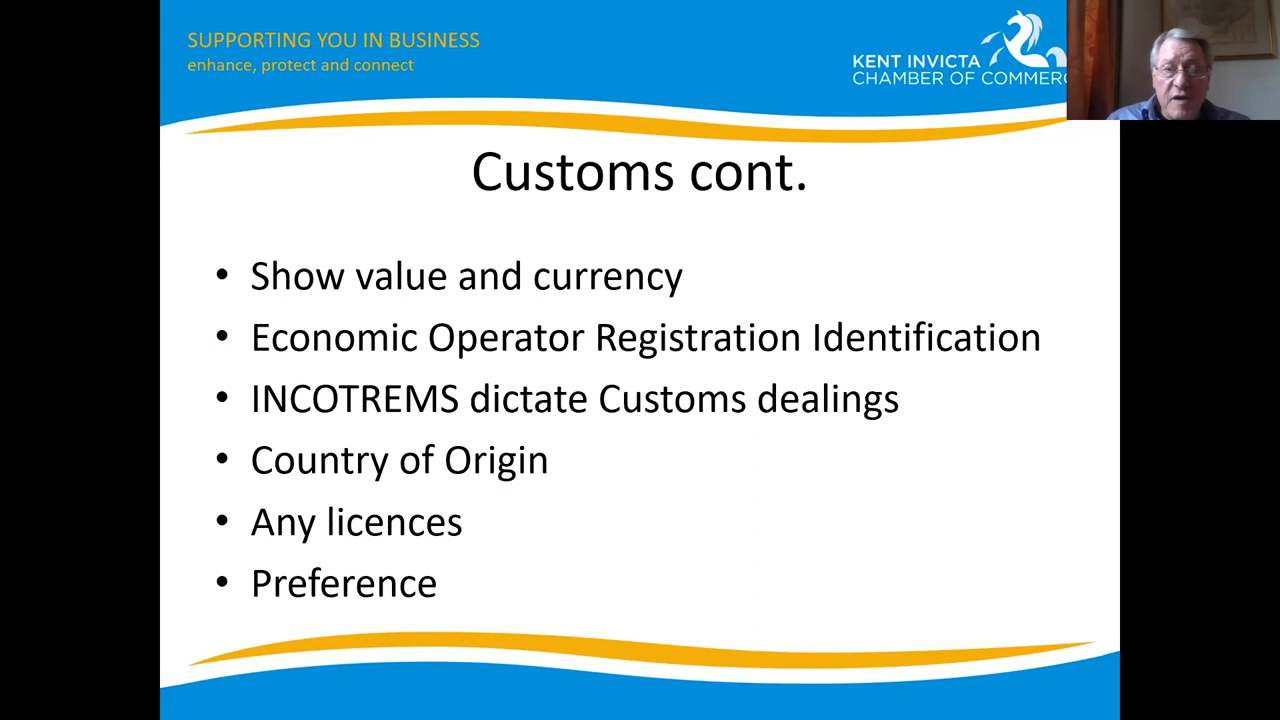 SUPPORTING YOU IN BUSINESS
enhance, protect and connect
KENT INVICTA
CHAMBER OF COMMERC
Customs cont.
• Show value and currency
• Economic Operator Registration Identification
• INCOTREMS dictate Customs dealings
• Country of Origin
• Any licences
• Preference